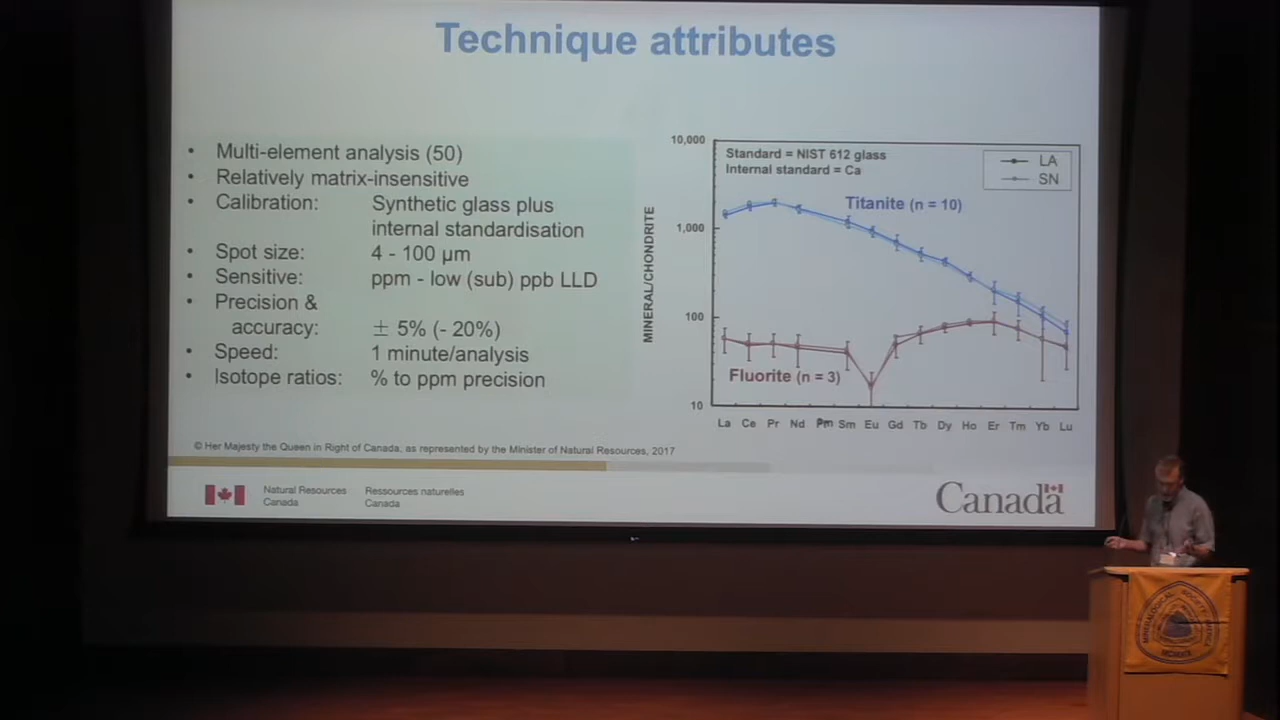 Technique attributes
• Multi-element analysis (50)
• Relatively matrix-insensitive
• Calibration: Synthetic glass plus
internal standardisation
• Spot size: 4 - 100 µm
• Sensitive: ppm - low (sub) ppb LLD
• Precision &
accuracy: ± 5% (- 20%)
• Speed: 1 minute/analysis
• Isotope ratios: % to ppm precision
10,000
1,000
100
10
MINERAL/CHONDRITE
Standard = NIST 612 glass
Internal standard = Ca
LA
SN
Titanite (n = 10)
Fluorite (n = 3)
La Ce Pr Nd Pm Sm Eu Gd Tb Dy Ho Er Tm Yb Lu
© Her Majesty the Queen in Right of Canada, as represented by the Minister of Natural Resources, 2017
Natural Resources
Canada
Ressources naturelles
Canada
Canada
MINERALOGICAL SOCIETY
AMERICA